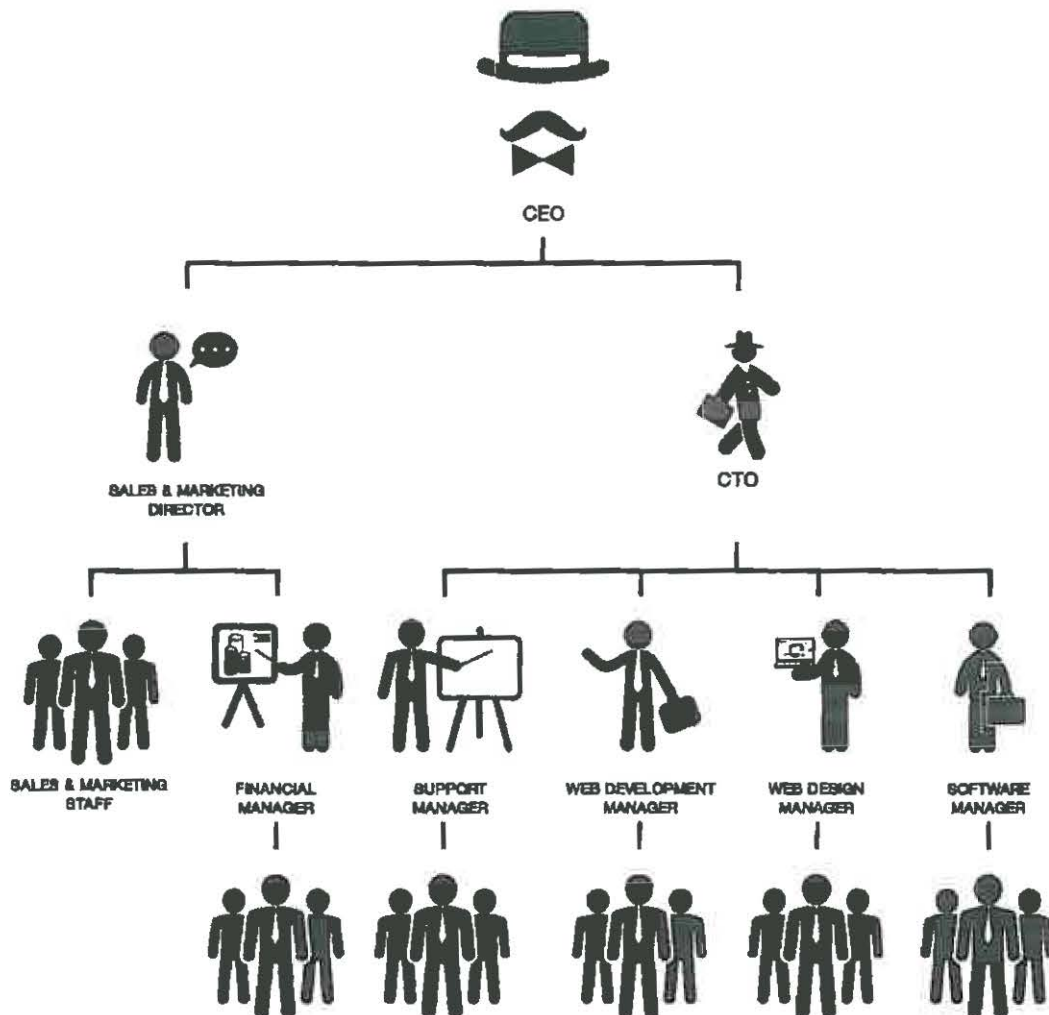 CEO
SALES & MARKETING
DIRECTOR
CTO
SALES & MARKETING
STAFF
FINANCIAL
MANAGER
SUPPORT
MANAGER
WEB DEVELOPMENT
MANAGER
WEB DESIGN
MANAGER
SOFTWARE
MANAGER